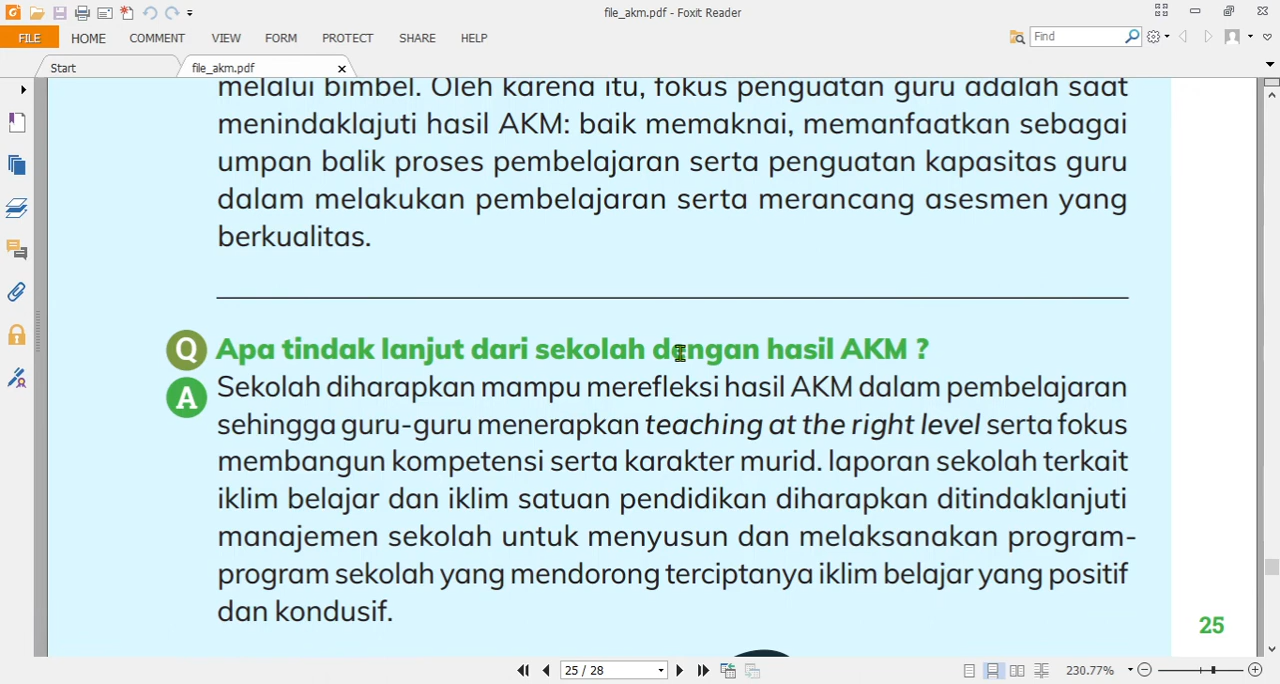 file_akm.pdf - Foxit Reader
FILE HOME COMMENT VIEW FORM PROTECT SHARE HELP
Find
Start
file_akm.pdf
melalui bimbel. Oleh karena itu, fokus penguatan guru adalah saat
menindaklajuti hasil AKM: baik memaknai, memanfaatkan sebagai
umpan balik proses pembelajaran serta penguatan kapasitas guru
dalam melakukan pembelajaran serta merancang asesmen yang
berkualitas.
Q Apa tindak lanjut dari sekolah dengan hasil AKM ?
A Sekolah diharapkan mampu merefleksi hasil AKM dalam pembelajaran
sehingga guru-guru menerapkan teaching at the right level serta fokus
membangun kompetensi serta karakter murid. laporan sekolah terkait
iklim belajar dan iklim satuan pendidikan diharapkan ditindaklanjuti
manajemen sekolah untuk menyusun dan melaksanakan program-
program sekolah yang mendorong terciptanya iklim belajar yang positif
dan kondusif.
25
25 / 28
230.77%